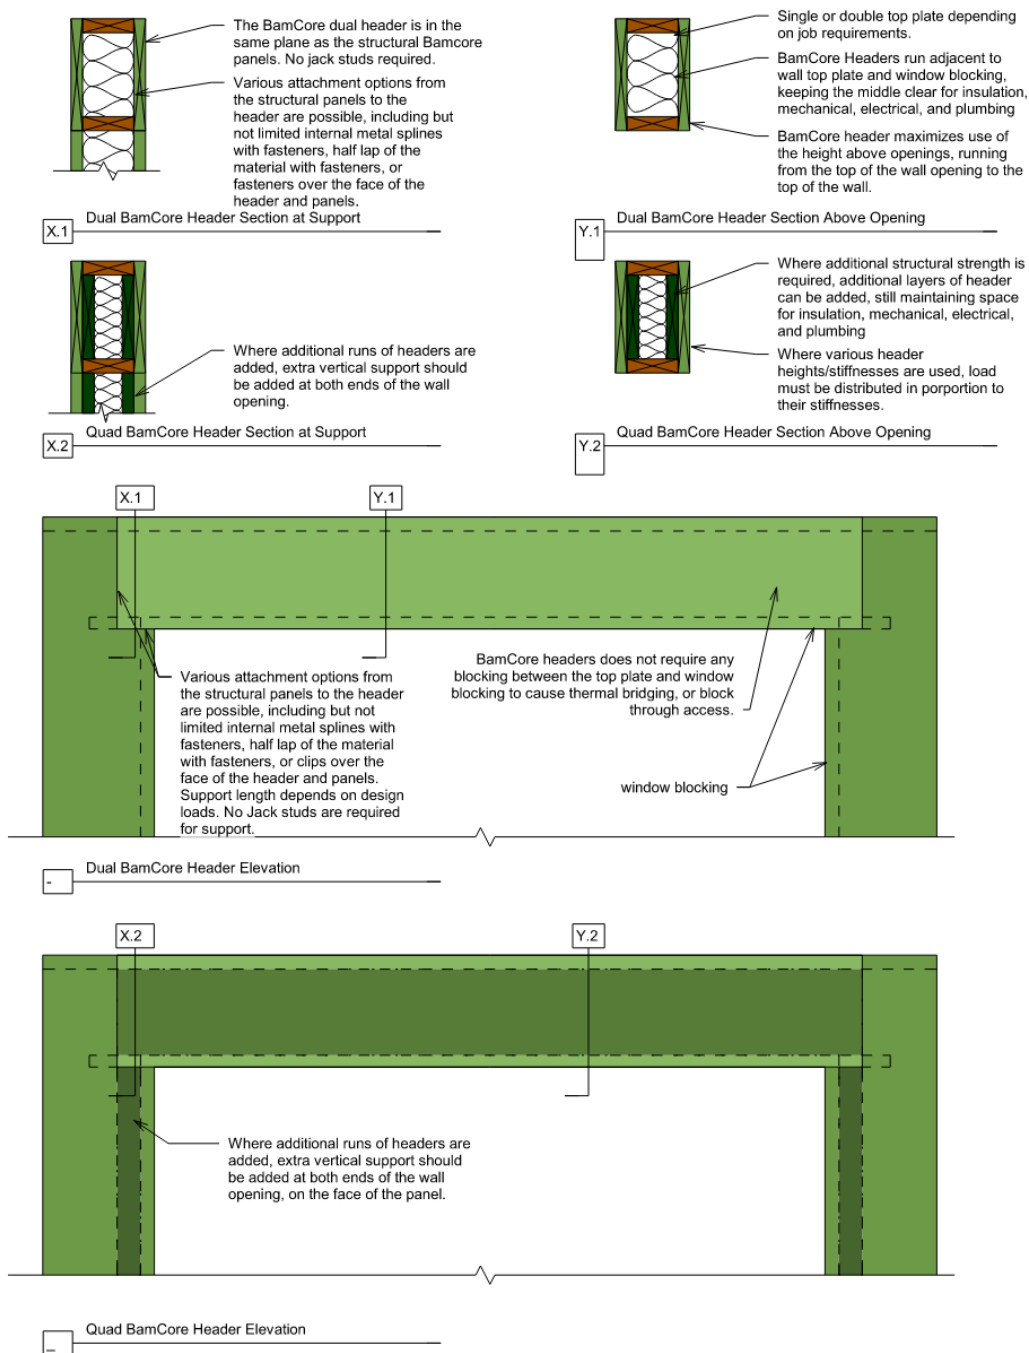 The BamCore dual header is in the
same plane as the structural Bamcore
panels. No jack studs required.
Various attachment options from
the structural panels to the
header are possible, including but
not limited internal metal splines
with fasteners, half lap of the
material with fasteners, or
fasteners over the face of the
header and panels.
X.1
Dual BamCore Header Section at Support
Single or double top plate depending
on job requirements.
BamCore Headers run adjacent to
wall top plate and window blocking,
keeping the middle clear for insulation,
mechanical, electrical, and plumbing
BamCore header maximizes use of
the height above openings, running
from the top of the wall opening to the
top of the wall.
Y.1
Dual BamCore Header Section Above Opening
Where additional runs of headers are
added, extra vertical support should
be added at both ends of the wall
opening.
X.2
Quad BamCore Header Section at Support
Where additional structural strength is
required, additional layers of header
can be added, still maintaining space
for insulation, mechanical, electrical,
and plumbing
Where various header
heights/stiffnesses are used, load
must be distributed in porportion to
their stiffnesses.
Y.2
Quad BamCore Header Section Above Opening
X.1
Y.1
Various attachment options from
the structural panels to the header
are possible, including but not
limited internal metal splines with
fasteners, half lap of the material
with fasteners, or clips over the
face of the header and panels.
Support length depends on design
loads. No Jack studs are required
for support.
BamCore headers does not require any
blocking between the top plate and window
blocking to cause thermal bridging, or block
through access.
window blocking
-
Dual BamCore Header Elevation
X.2
Y.2
Where additional runs of headers are
added, extra vertical support should
be added at both ends of the wall
opening, on the face of the panel.
-
Quad BamCore Header Elevation